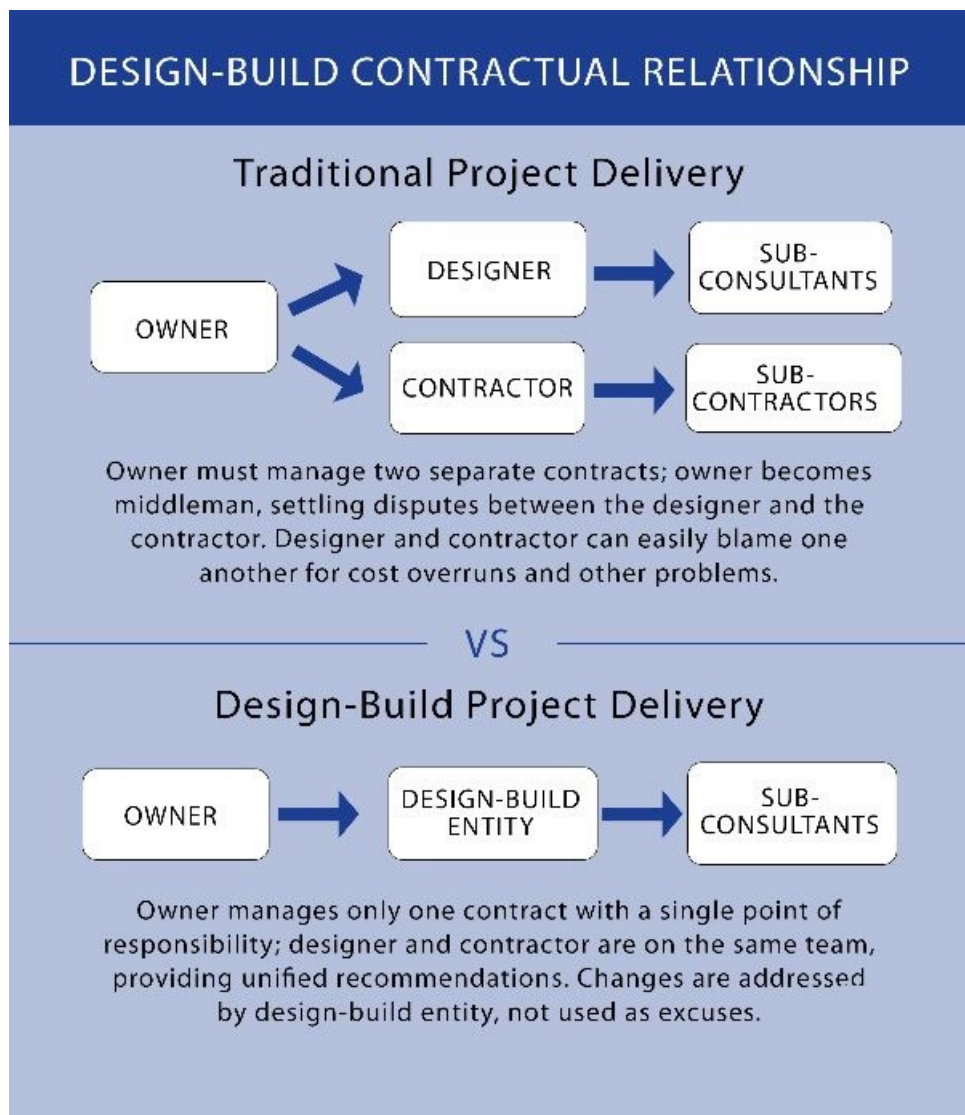 DESIGN-BUILD CONTRACTUAL RELATIONSHIP
Traditional Project Delivery
OWNER
DESIGNER
SUB-
CONSULTANTS
CONTRACTOR
SUB-
CONTRACTORS
Owner must manage two separate contracts; owner becomes
middleman, settling disputes between the designer and the
contractor. Designer and contractor can easily blame one
another for cost overruns and other problems.
VS
Design-Build Project Delivery
OWNER
DESIGN-BUILD
ENTITY
SUB-
CONSULTANTS
Owner manages only one contract with a single point of
responsibility; designer and contractor are on the same team,
providing unified recommendations. Changes are addressed
by design-build entity, not used as excuses.